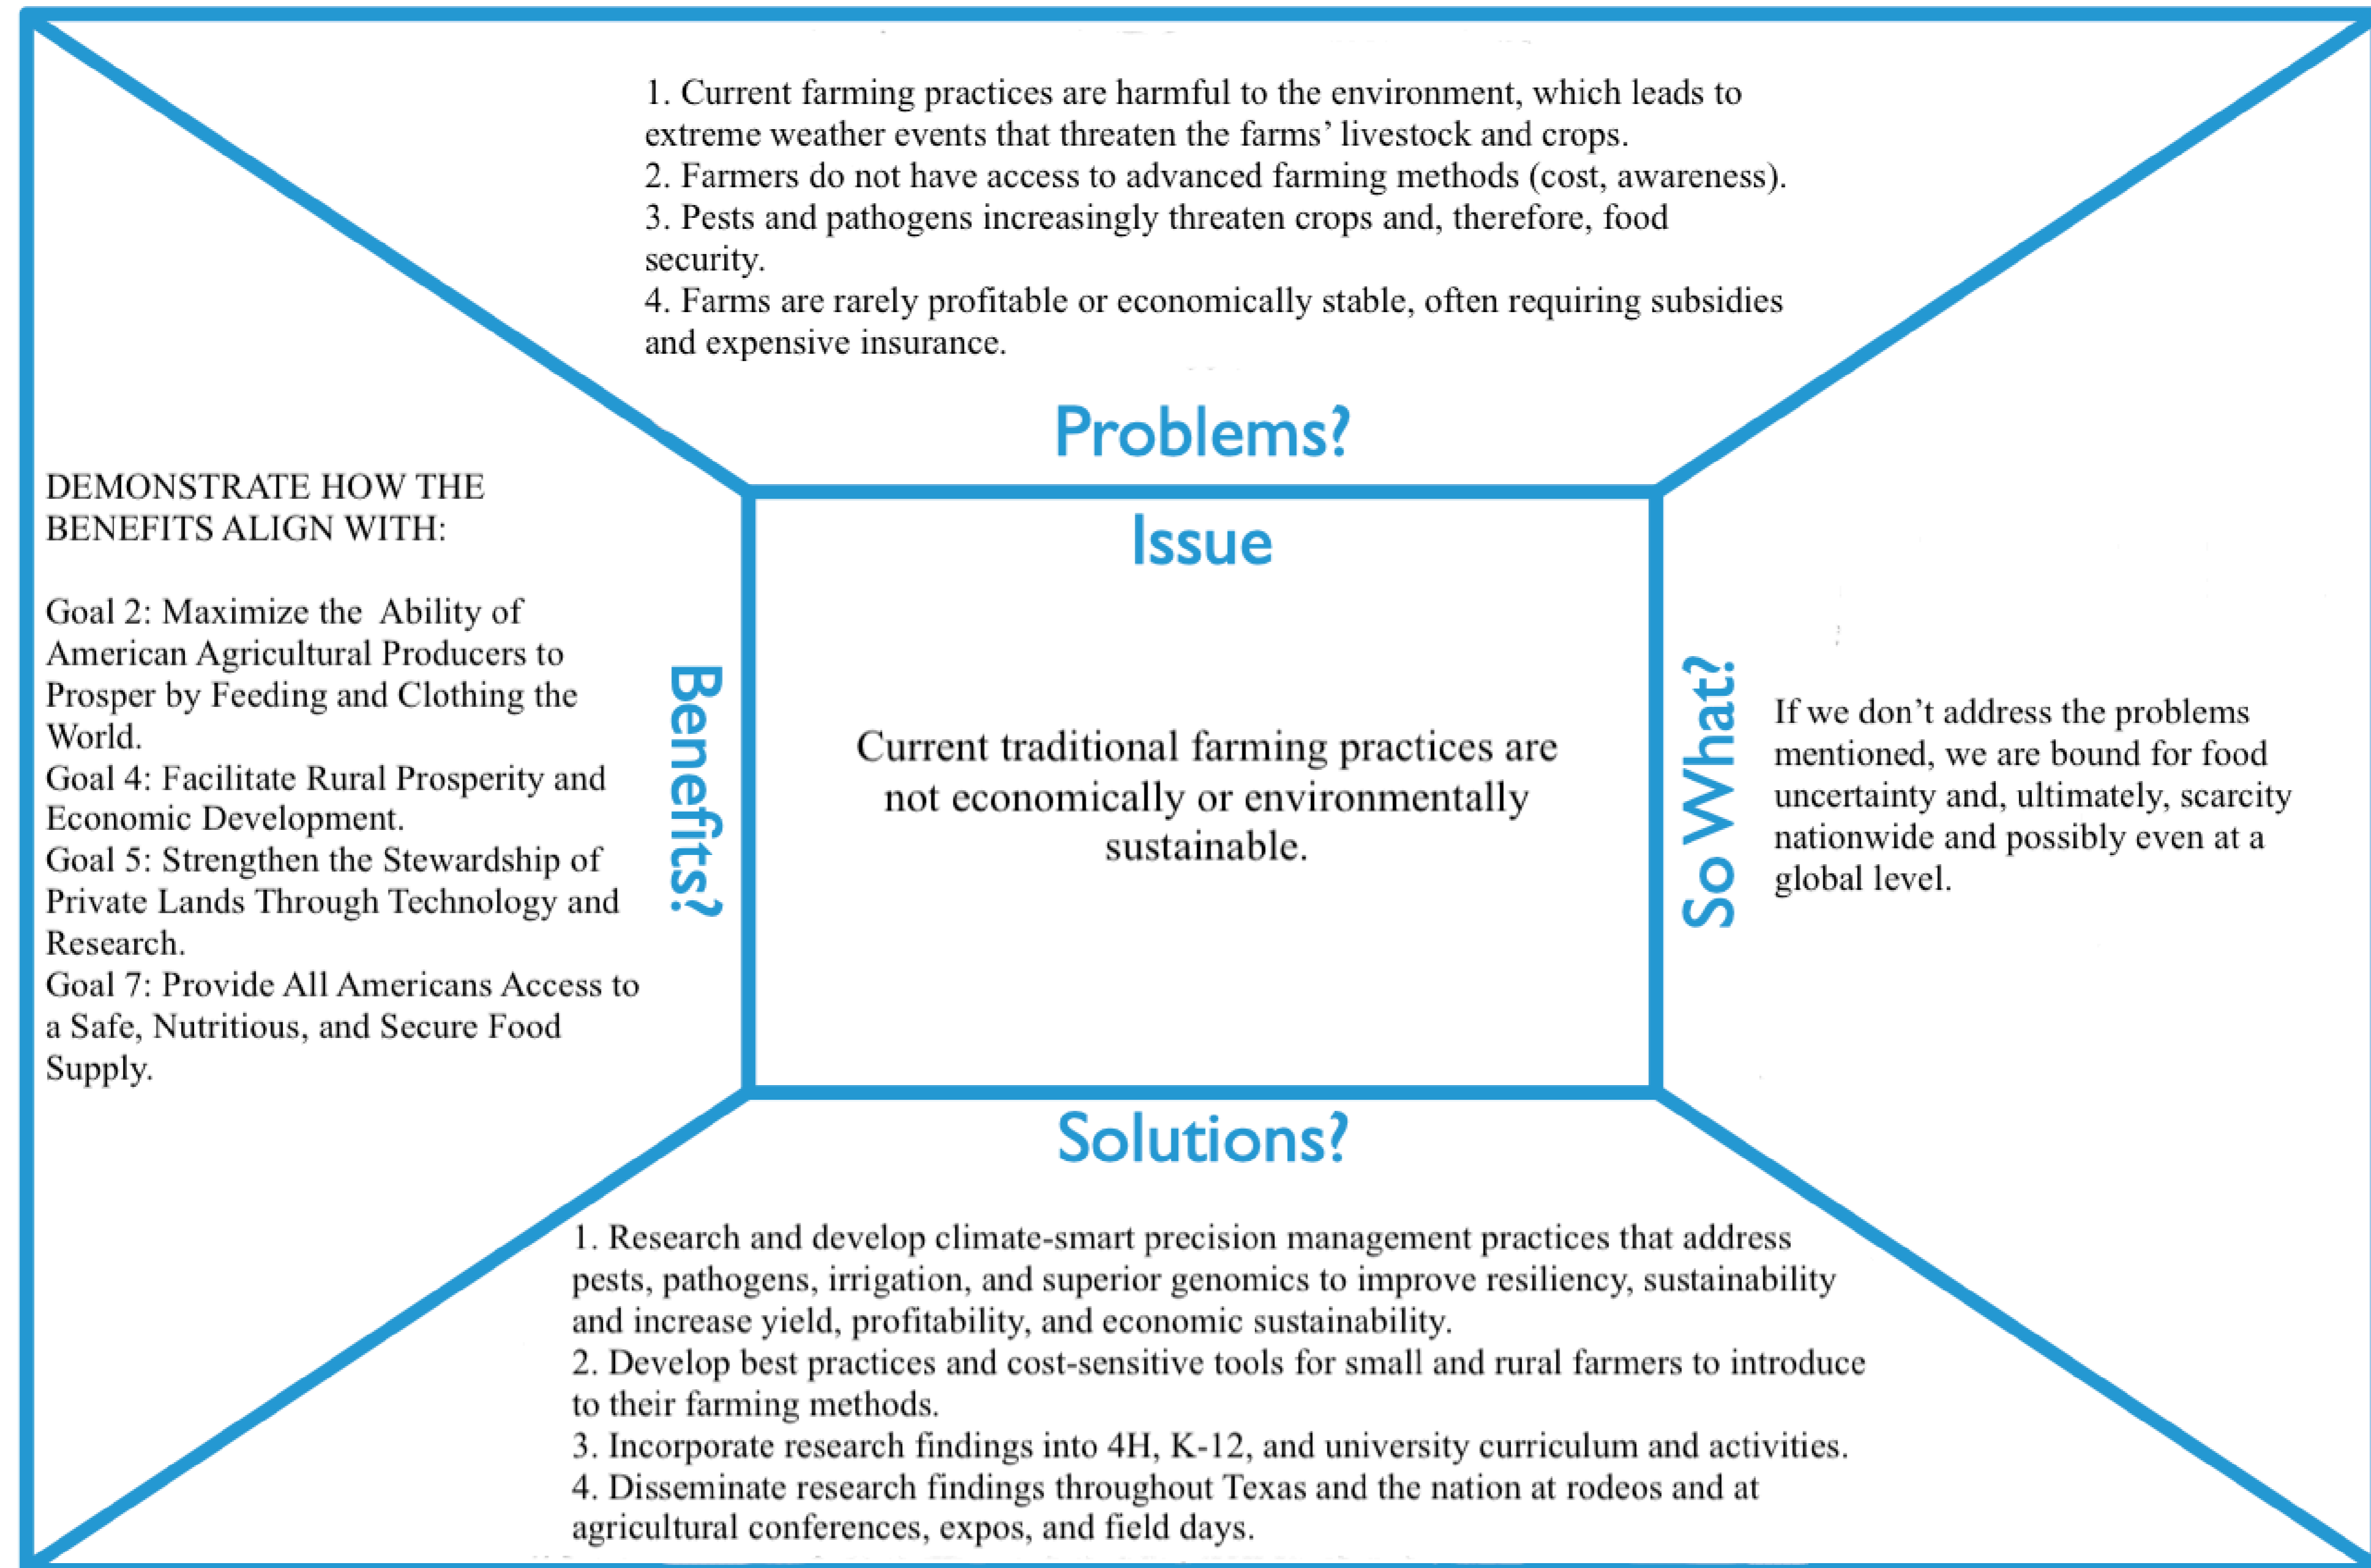 1. Current farming practices are harmful to the environment, which leads to
extreme weather events that threaten the farms’ livestock and crops.
2. Farmers do not have access to advanced farming methods (cost, awareness).
3. Pests and pathogens increasingly threaten crops and, therefore, food
security.
4. Farms are rarely profitable or economically stable, often requiring subsidies
and expensive insurance.
Problems?
DEMONSTRATE HOW THE
BENEFITS ALIGN WITH:
Goal 2: Maximize the  Ability of
American Agricultural Producers to
Prosper by Feeding and Clothing the
World.
Goal 4: Facilitate Rural Prosperity and
Economic Development.
Goal 5: Strengthen the Stewardship of
Private Lands Through Technology and
Research.
Goal 7: Provide All Americans Access to
a Safe, Nutritious, and Secure Food
Supply.
Benefits?
Issue
Current traditional farming practices are
not economically or environmentally
sustainable.
So What?
If we don’t address the problems
mentioned, we are bound for food
uncertainty and, ultimately, scarcity
nationwide and possibly even at a
global level.
Solutions?
1. Research and develop climate-smart precision management practices that address
pests, pathogens, irrigation, and superior genomics to improve resiliency, sustainability
and increase yield, profitability, and economic sustainability.
2. Develop best practices and cost-sensitive tools for small and rural farmers to introduce
to their farming methods.
3. Incorporate research findings into 4H, K-12, and university curriculum and activities.
4. Disseminate research findings throughout Texas and the nation at rodeos and at
agricultural conferences, expos, and field days.